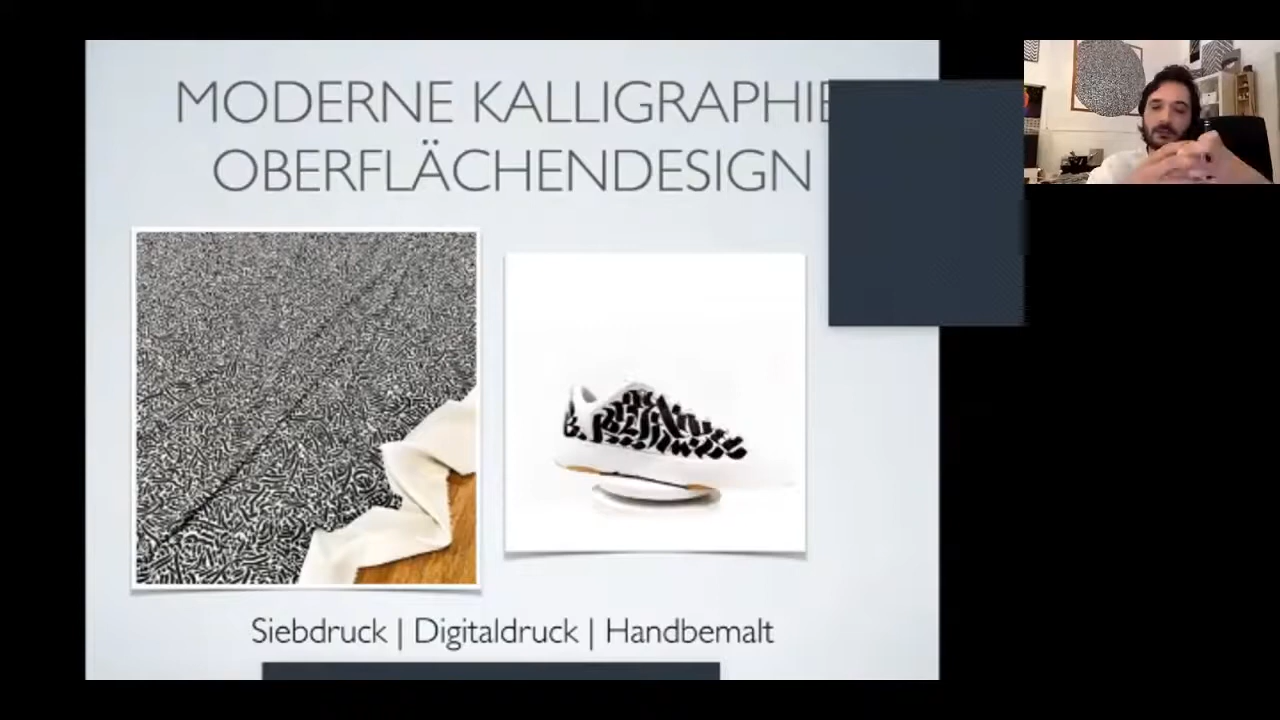 MODERNE KALLIGRAPHIE
OBERFLÄCHENDESIGN
Siebdruck | Digitaldruck | Handbemalt